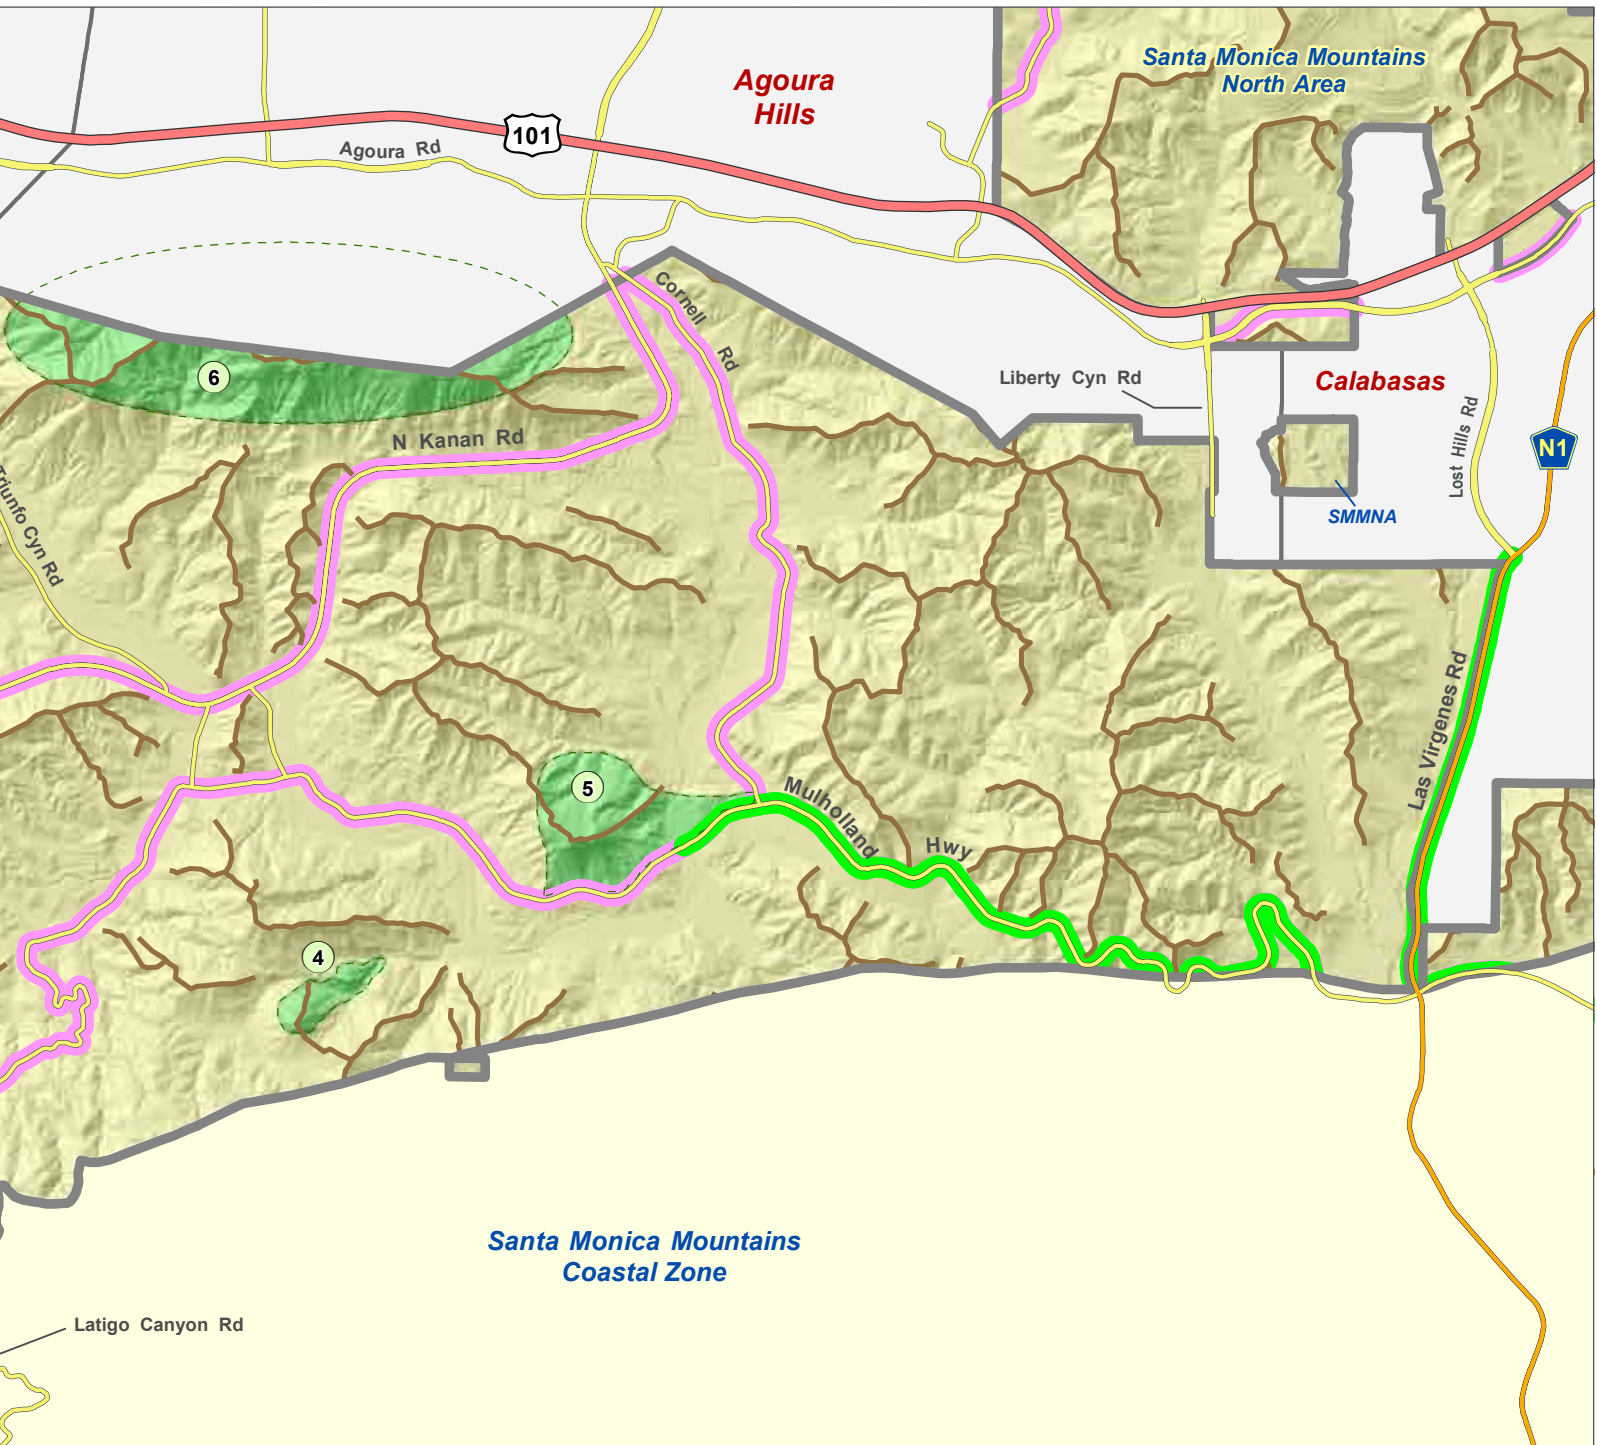 Santa Monica Mountains
North Area
Agoura
Hills
101
Agoura Rd
Cornell Rd
6
Liberty Cyn Rd
Calabasas
N Kanan Rd
Lost Hills Rd
N1
Triunfo Cyn Rd
SMMNA
Las Virgenes Rd
5
Mulholland Hwy
4
Santa Monica Mountains
Coastal Zone
Latigo Canyon Rd